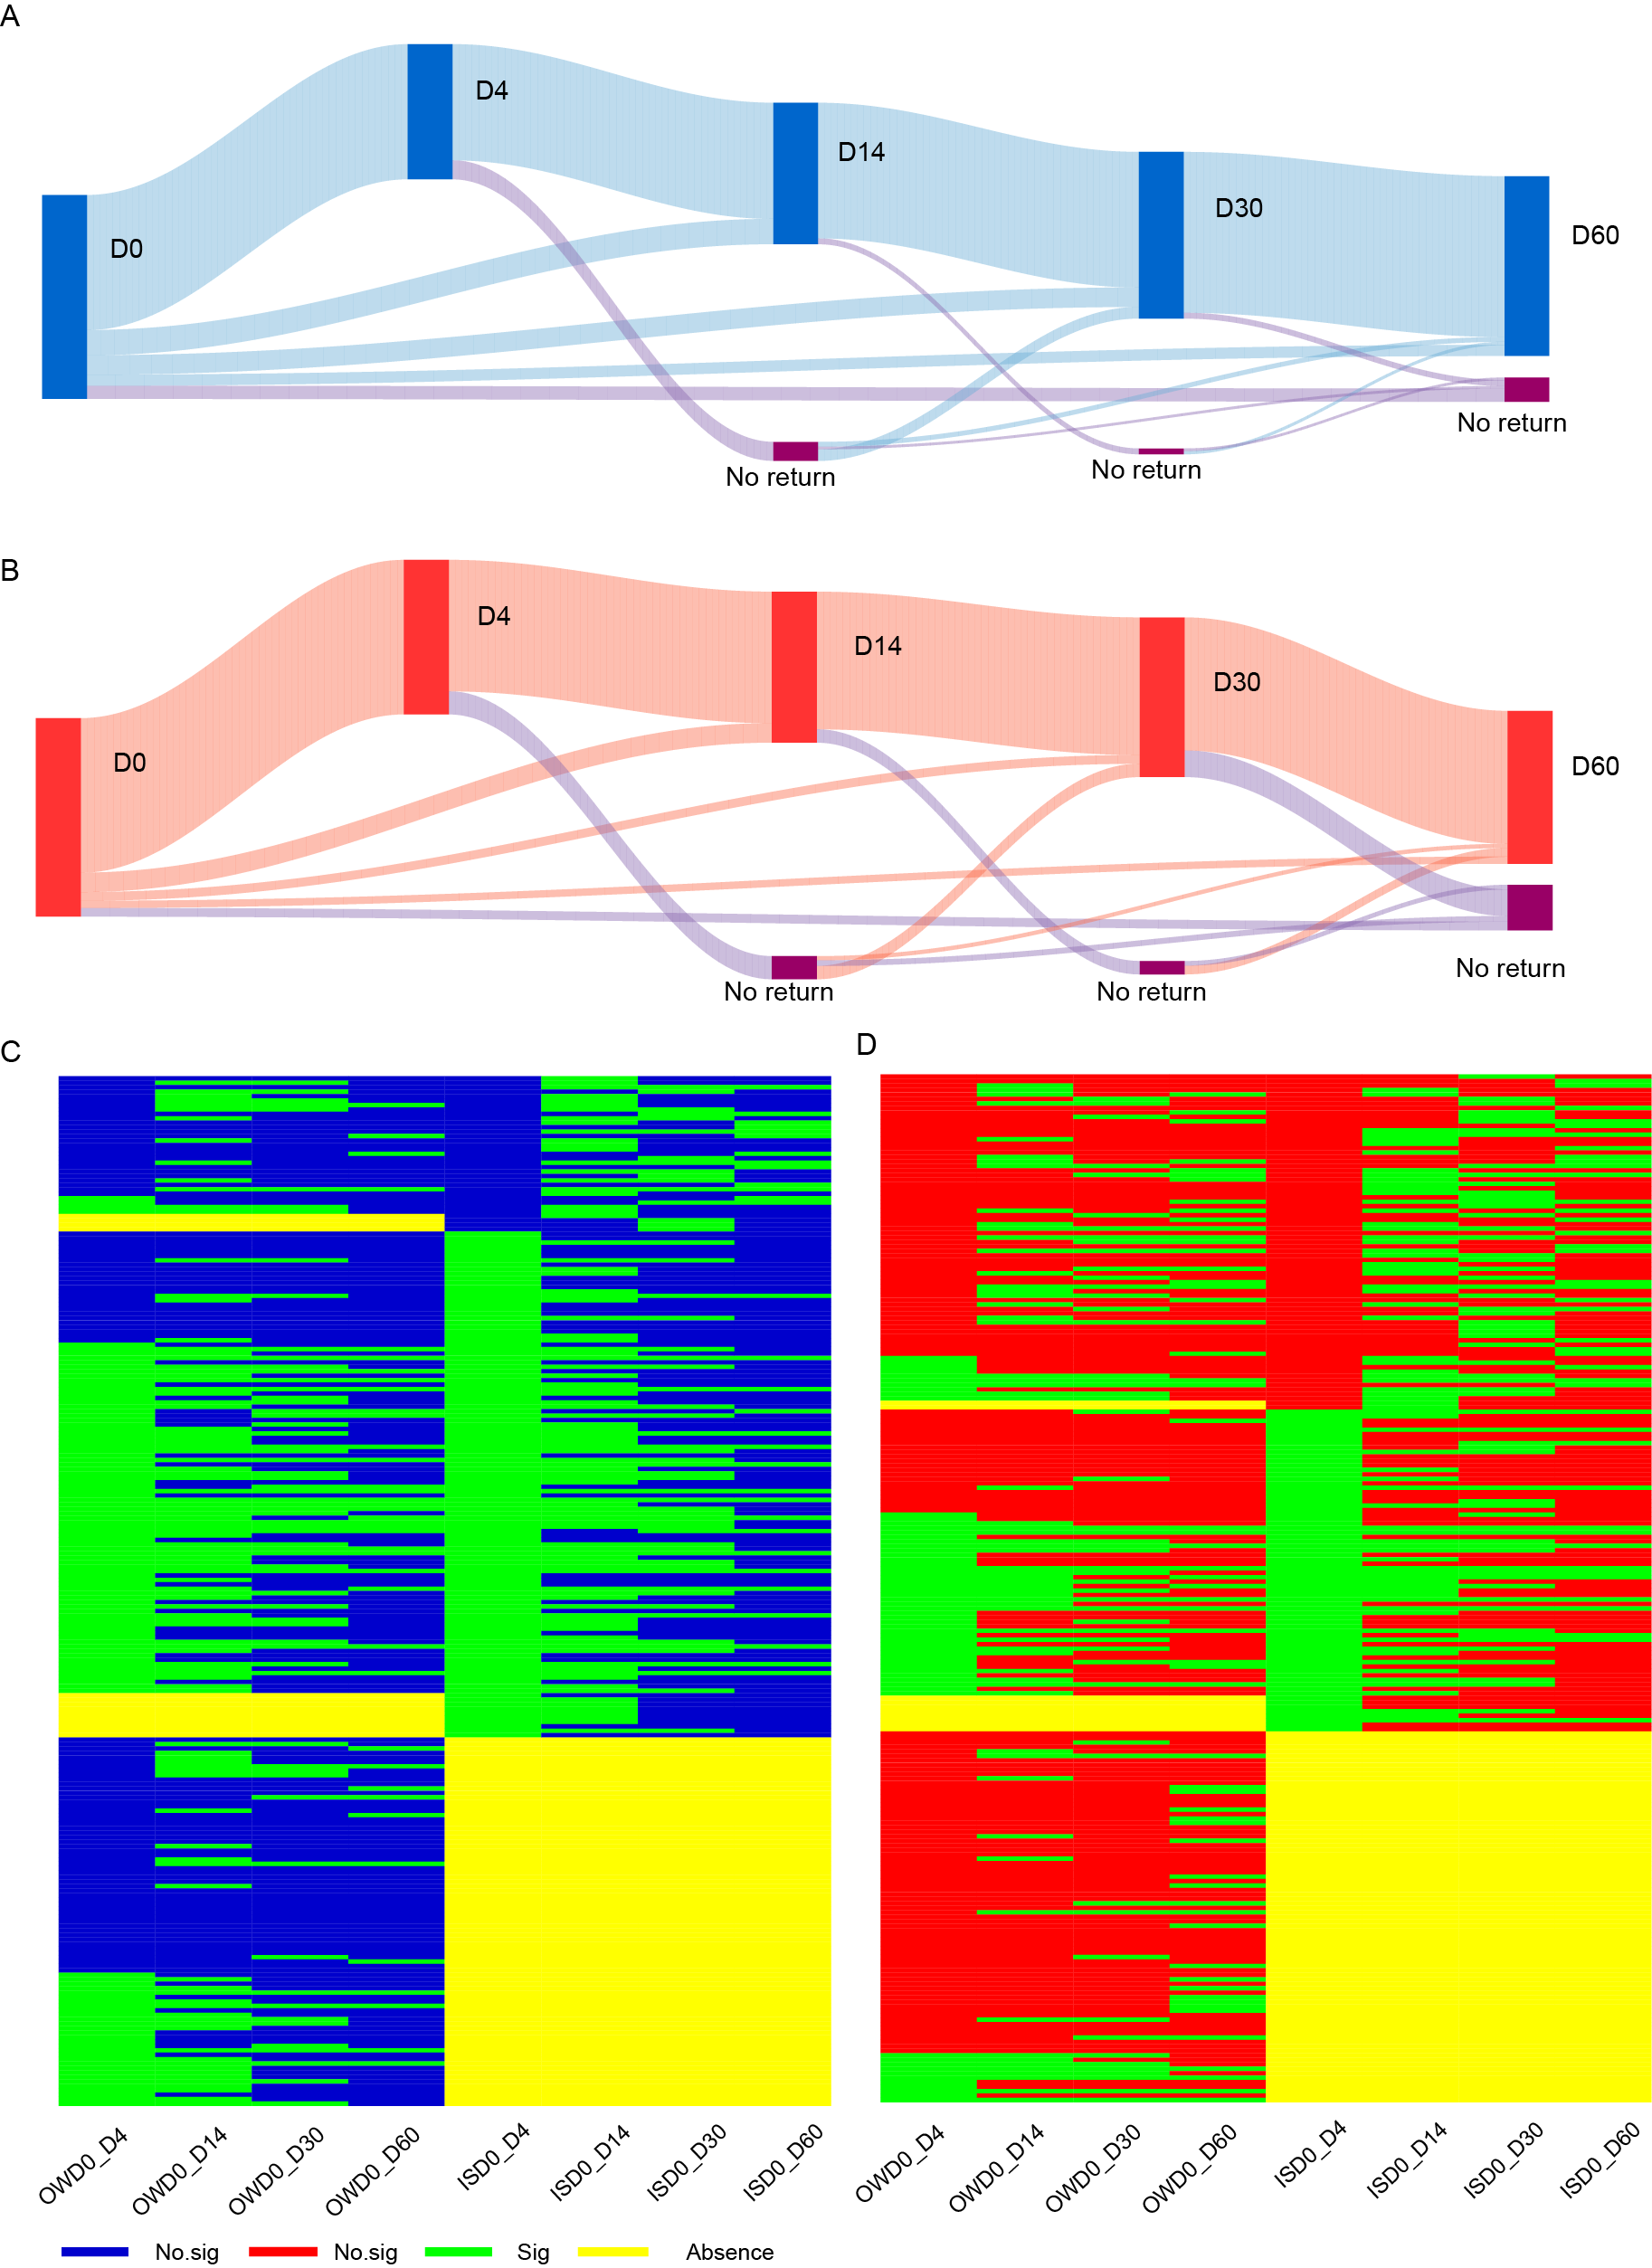 A
D4
D14
D30
D60
D0
No return
No return
No return
B
D4
D14
D30
D60
D0
No return
No return
No return
C
D
OWD0_D4
OWD0_D14
OWD0_D30
OWD0_D60
ISD0_D4
ISD0_D14
ISD0_D30
ISD0_D60
OWD0_D4
OWD0_D14
OWD0_D30
OWD0_D60
ISD0_D4
ISD0_D14
ISD0_D30
ISD0_D60
No.sig
No.sig
Sig
Absence